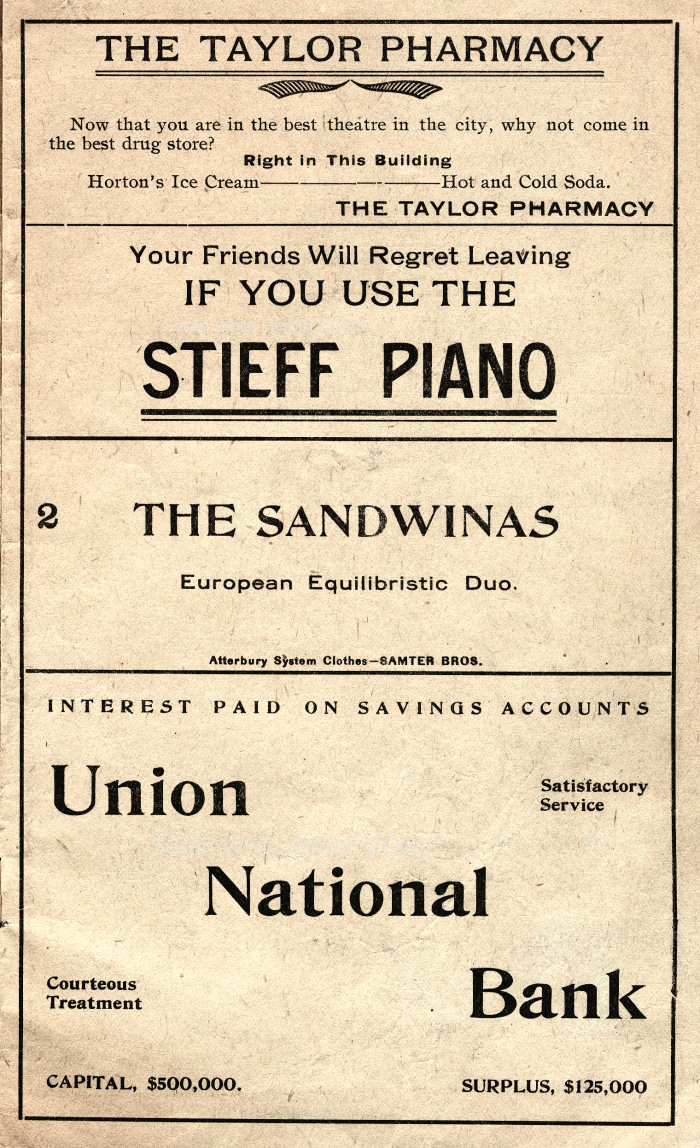 THE TAYLOR PHARMACY
Now that you are in the best theatre in the city, why not come in
the best drug store?
Right in This Building
Horton's Ice Cream—————Hot and Cold Soda.
THE TAYLOR PHARMACY
Your Friends Will Regret Leaving
IF YOU USE THE
STIEFF PIANO
2 THE SANDWINAS
European Equilibristic Duo.
Atterbury System Clothes—SAMTER BROS.
INTEREST PAID ON SAVINGS ACCOUNTS
Union
Satisfactory
Service
National
Courteous
Treatment
Bank
CAPITAL, $500,000. SURPLUS, $125,000